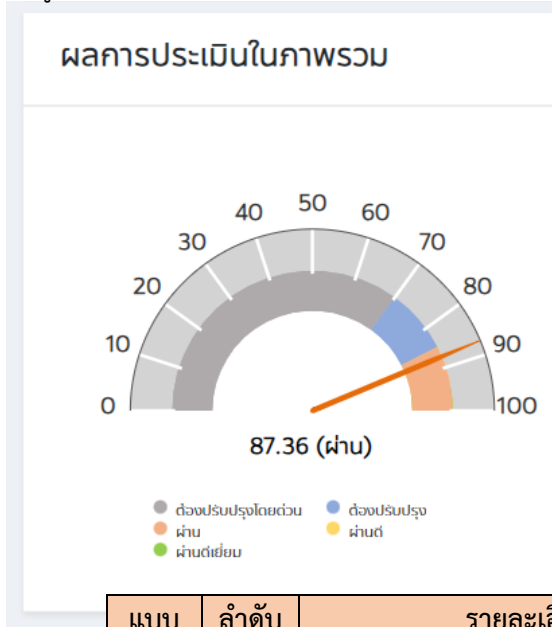 ผลการประเมินในภาพรวม
50
40
60
30
70
20
80
10
90
0
100
87.36 (ผ่าน)
ต้องปรับปรุงโดยด่วน
ต้องปรับปรุง
ผ่าน
ผ่านดี
ผ่านดีเยี่ยม
แบบ ลำดับ